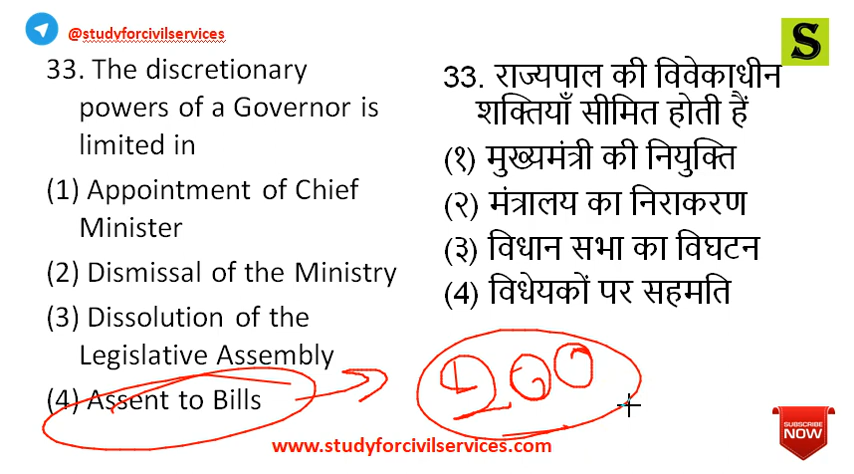 @studyforcivilservices
S
33. The discretionary
powers of a Governor is
limited in
(1) Appointment of Chief
Minister
(2) Dismissal of the Ministry
(3) Dissolution of the
Legislative Assembly
(4) Assent to Bills
33. राज्यपाल की विवेकाधीन
शक्तियाँ सीमित होती हैं
(१) मुख्यमंत्री की नियुक्ति
(२) मंत्रालय का निराकरण
(३) विधान सभा का विघटन
(4) विधेयकों पर सहमति
200
www.studyforcivilservices.com
SUBSCRIBE
NOW